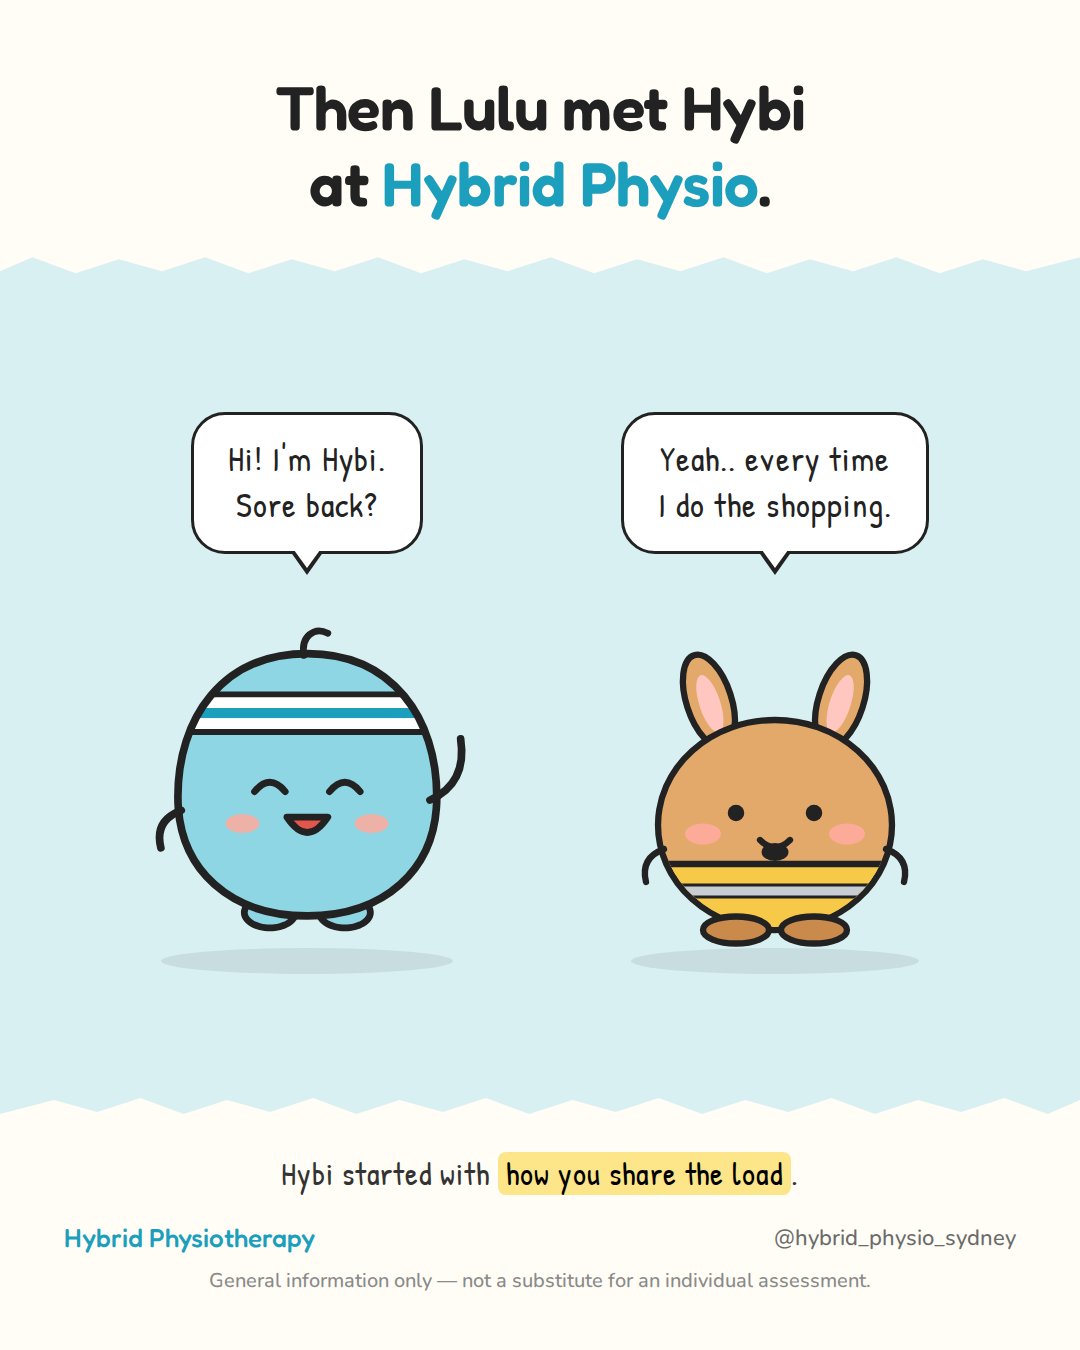 Then Lulu met Hybi
at Hybrid Physio.
Hi! I'm Hybi.
Sore back?
Yeah.. every time
I do the shopping.
Hybi started with how you share the load.
Hybrid Physiotherapy
@hybrid_physio_sydney
General information only — not a substitute for an individual assessment.